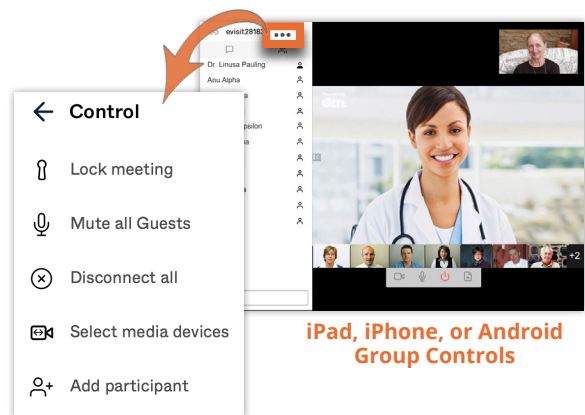 evisit28183
Dr. Linusa Pauling
Anu Alpha
Control
Lock meeting
Mute all Guests
Disconnect all
Select media devices
Add participant
+2
iPad, iPhone, or Android
Group Controls